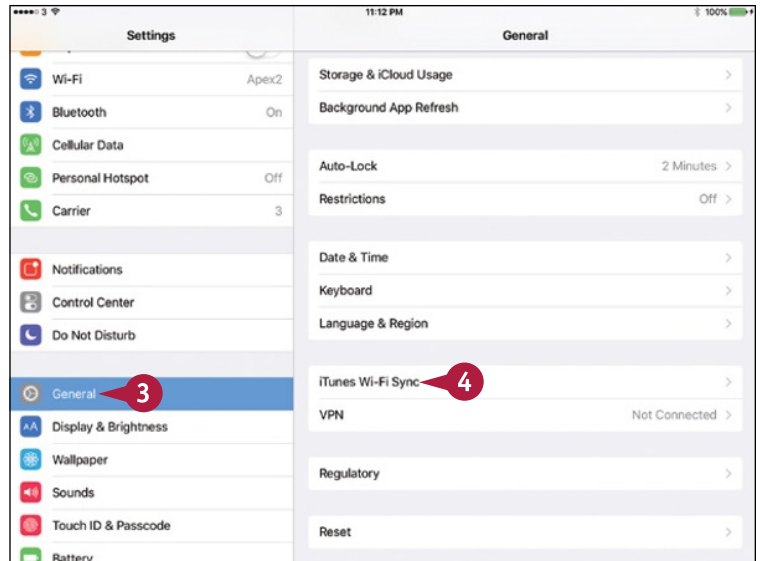 3 11:12 PM 100%
Settings
General
Wi-Fi Apex2
Bluetooth On
Cellular Data
Personal Hotspot Off
Carrier 3
Notifications
Control Center
Do Not Disturb
General 3
Display & Brightness
Wallpaper
Sounds
Touch ID & Passcode
Battery
Storage & iCloud Usage
Background App Refresh
Auto-Lock 2 Minutes
Restrictions Off
Date & Time
Keyboard
Language & Region
iTunes Wi-Fi Sync 4
VPN Not Connected
Regulatory
Reset